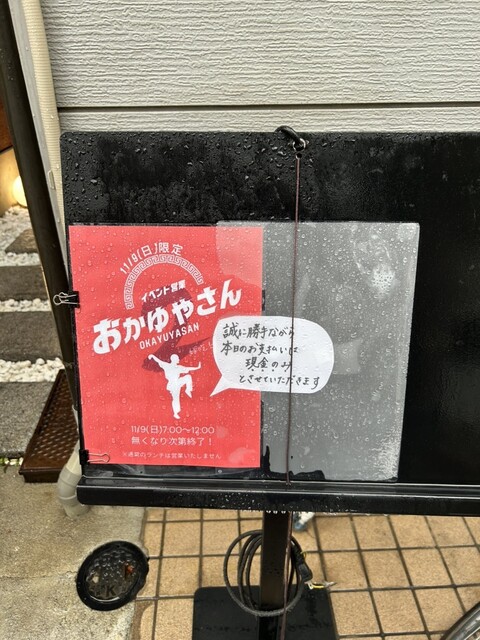 11/9(日)限定
イベント営業
おかゆやさん
OKAYUYASAN
誠に勝手ながら
本日のお支払いは
現金のみ
とさせていただきます
11/9(日)7:00～12:00
無くなり次第終了！
※通常のランチは営業いたしません